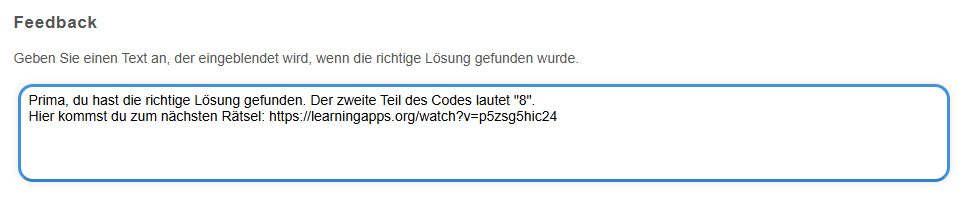 Feedback
Geben Sie einen Text an, der eingeblendet wird, wenn die richtige Lösung gefunden wurde.
Prima, du hast die richtige Lösung gefunden. Der zweite Teil des Codes lautet "8".
Hier kommst du zum nächsten Rätsel: https://learningapps.org/watch?v=p5zsg5hic24